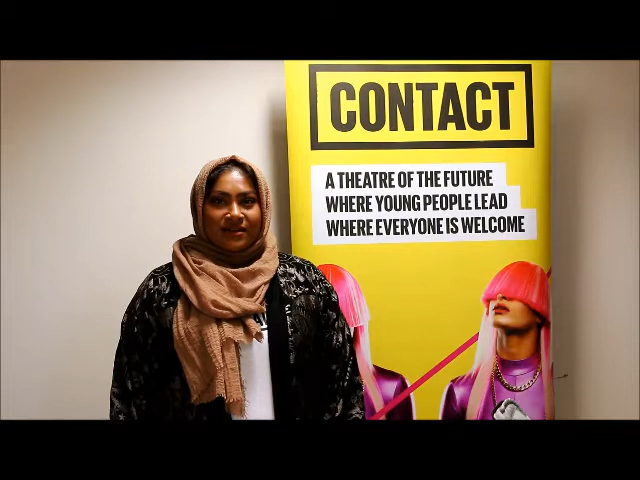 CONTACT
A THEATRE OF THE FUTURE
WHERE YOUNG PEOPLE LEAD
WHERE EVERYONE IS WELCOME